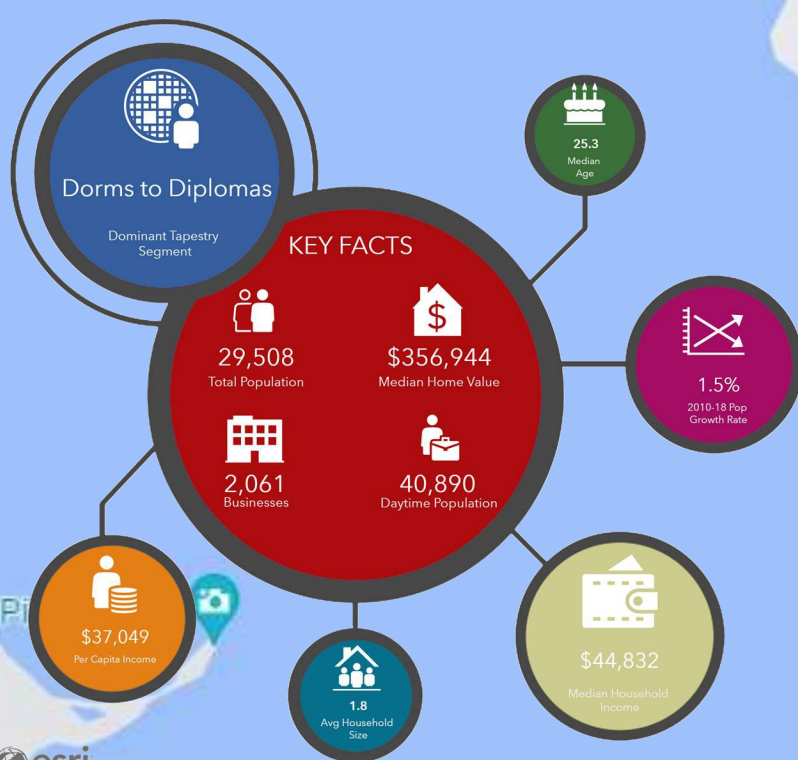 Dorms to Diplomas
Dominant Tapestry
Segment
25.3
Median
Age
KEY FACTS
29,508
Total Population
$356,944
Median Home Value
2,061
Businesses
40,890
Daytime Population
1.5%
2010-18 Pop
Growth Rate
$37,049
Per Capita Income
1.8
Avg Household
Size
$44,832
Median Household
Income
Pi
esri